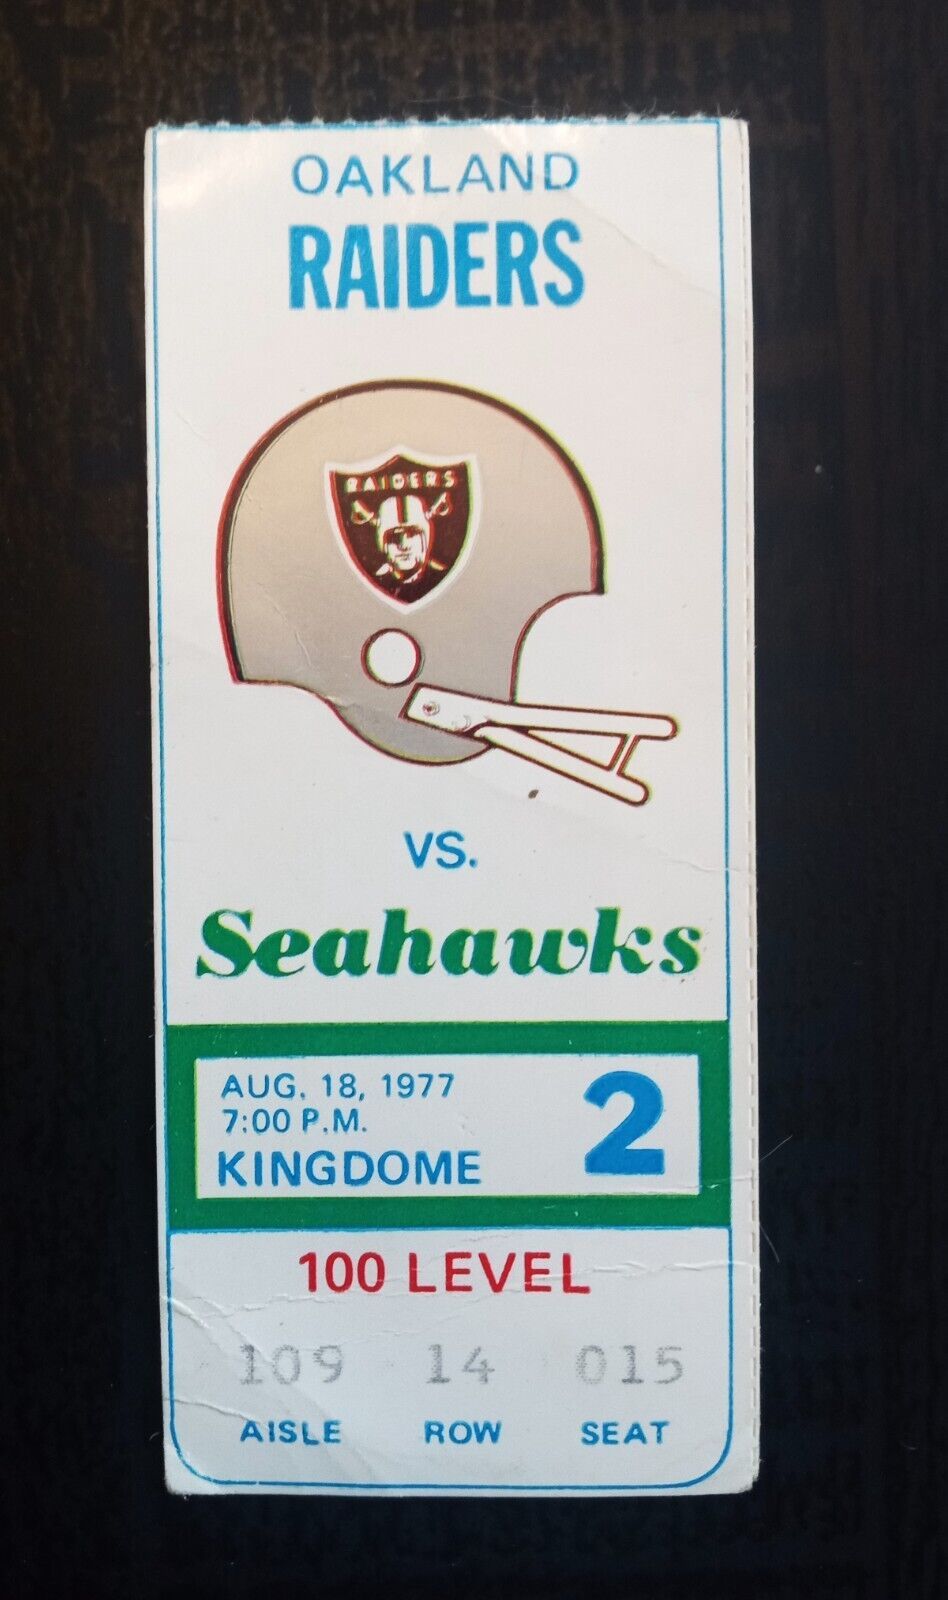 OAKLAND
RAIDERS
RAIDERS
VS.
Seahawks
AUG. 18, 1977
7:00 P.M.
KINGDOME
2
100 LEVEL
109 14 015
AISLE ROW SEAT